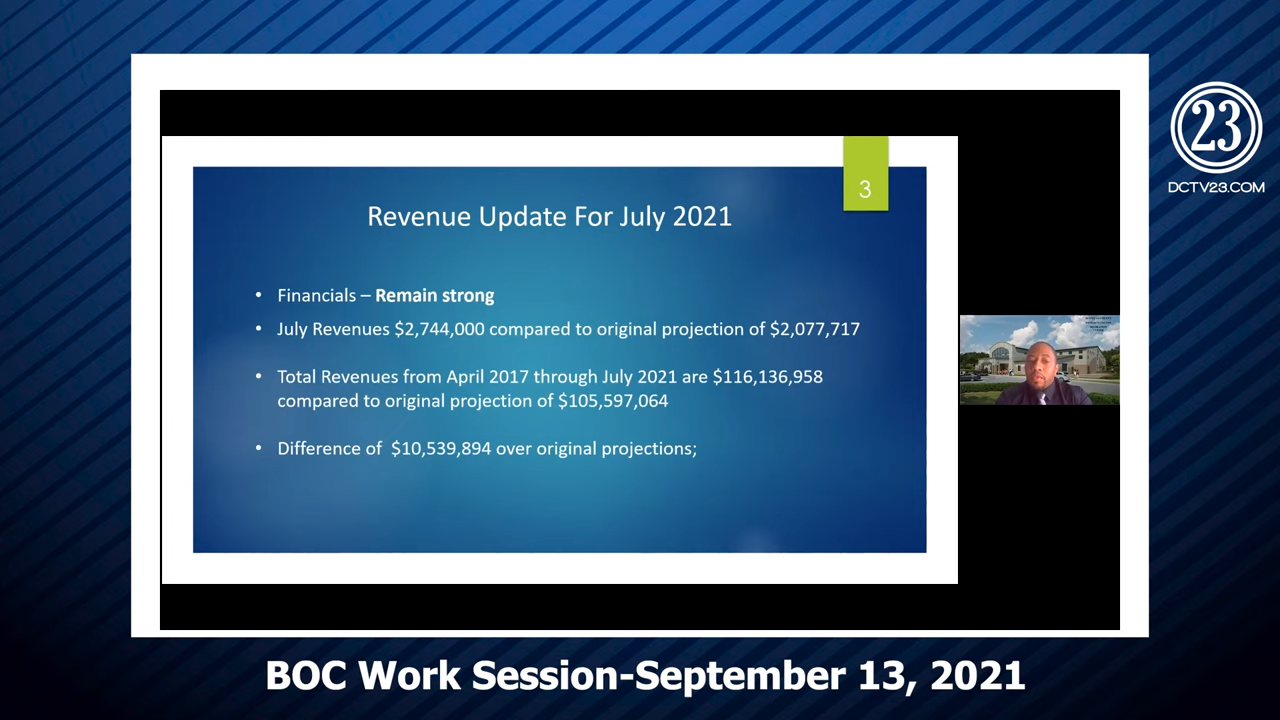 23
DCTV23.COM
3
Revenue Update For July 2021
• Financials – Remain strong
• July Revenues $2,744,000 compared to original projection of $2,077,717
• Total Revenues from April 2017 through July 2021 are $116,136,958
compared to original projection of $105,597,064
• Difference of $10,539,894 over original projections;
BOC Work Session-September 13, 2021